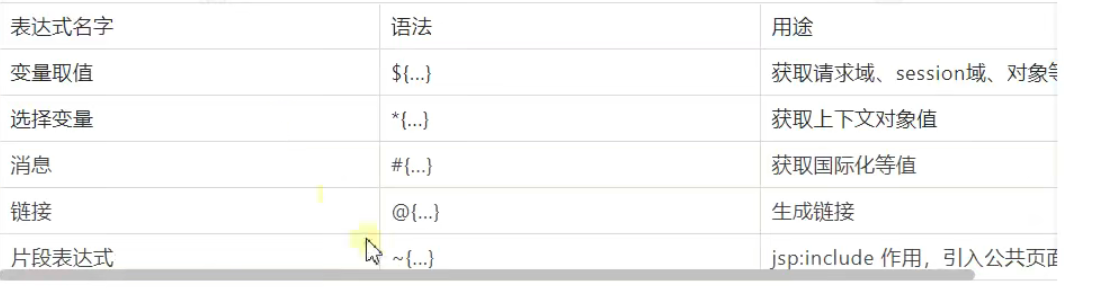 表达式名字 语法 用途
变量取值 ${...} 获取请求域、session域、对象等
选择变量 *{...} 获取上下文对象值
消息 #{...} 获取国际化等值
链接 @{...} 生成链接
片段表达式 ~{...} jsp:include 作用，引入公共页面